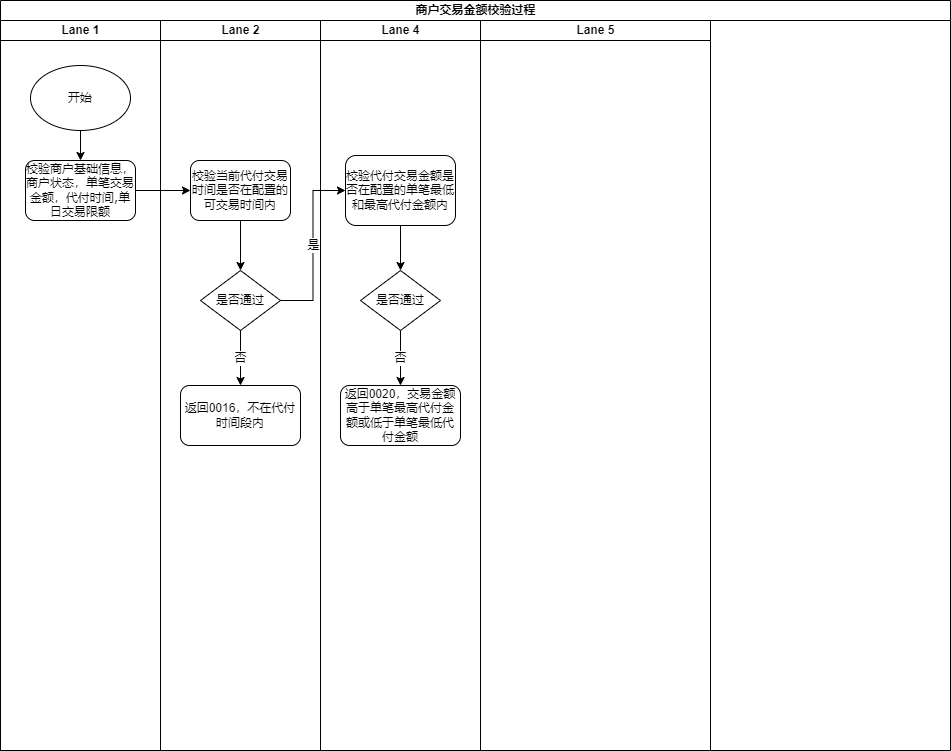 商户交易金额校验过程
Lane 1
Lane 2
Lane 4
Lane 5
开始
校验商户基础信息，
商户状态，单笔交易
金额，代付时间,单
日交易限额
校验当前代付交易
时间是否在配置的
可交易时间内
校验代付交易金额是
否在配置的单笔最低
和最高代付金额内
是
是否通过
是否通过
否
否
返回0016，不在代付
时间段内
返回0020，交易金额
高于单笔最高代付金
额或低于单笔最低代
付金额